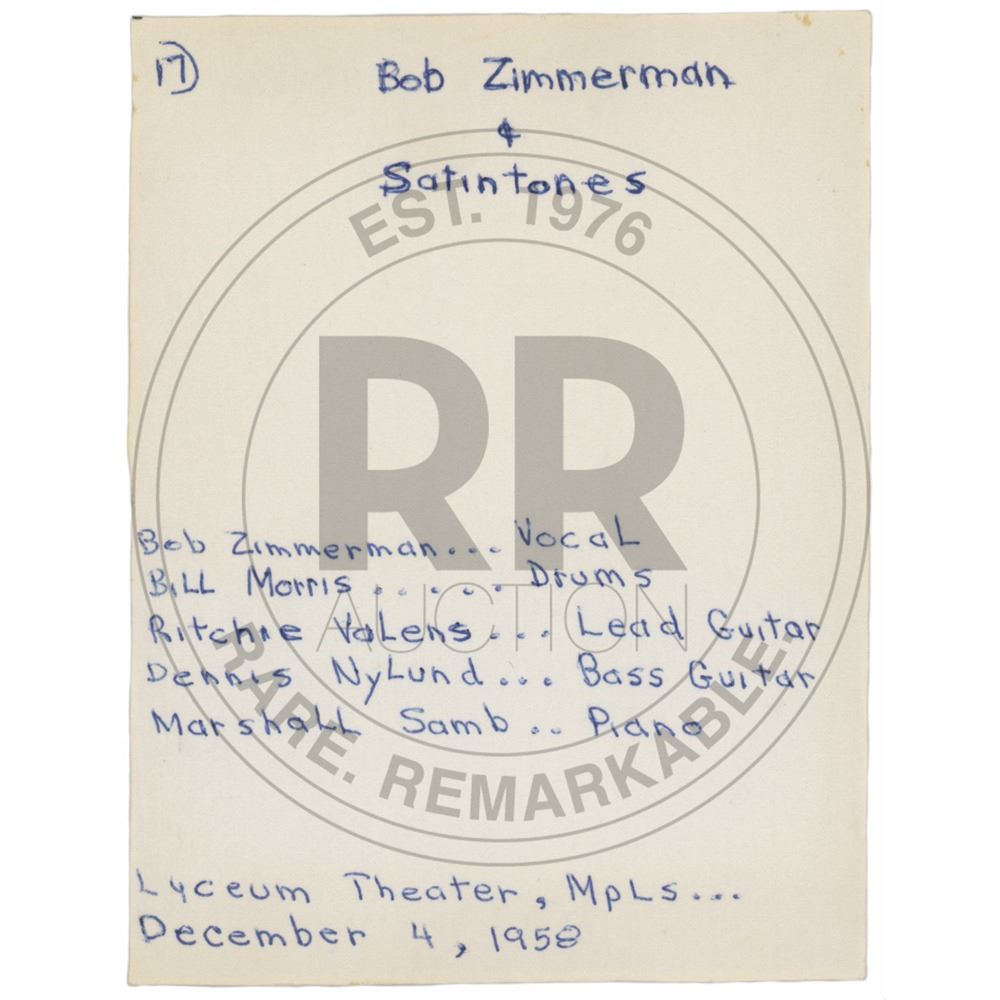 17)
Bob Zimmerman
&
Satintones
EST. 1976
RR
Bob Zimmerman... Vocal
Bill Morris ...... Drums
AUCTION
Ritchie Valens... Lead Guitar
Dennis Nylund... Bass Guitar
Marshall Samb.. Piano
RARE. REMARKABLE.
Lyceum Theater, Mpls...
December 4, 1958